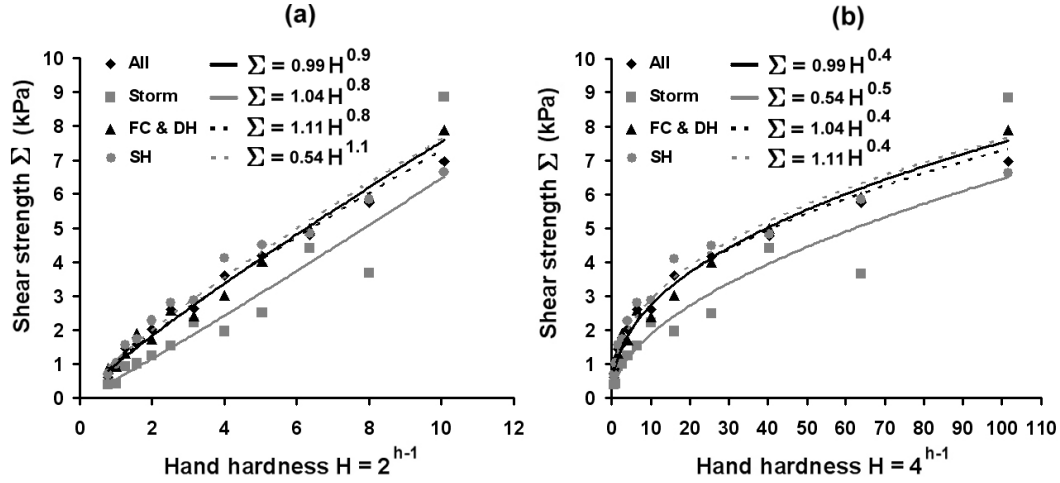 (a)
Shear strength Σ (kPa)
10
9
8
7
6
5
4
3
2
1
0
All
Storm
FC & DH
SH
Σ = 0.99 H^0.9
Σ = 1.04 H^0.8
Σ = 1.11 H^0.8
Σ = 0.54 H^1.1
0 2 4 6 8 10 12
Hand hardness H = 2^h-1
(b)
Shear strength Σ (kPa)
10
9
8
7
6
5
4
3
2
1
0
All
Storm
FC & DH
SH
Σ = 0.99 H^0.4
Σ = 0.54 H^0.5
Σ = 1.04 H^0.4
Σ = 1.11 H^0.4
0 10 20 30 40 50 60 70 80 90 100 110
Hand hardness H = 4^h-1